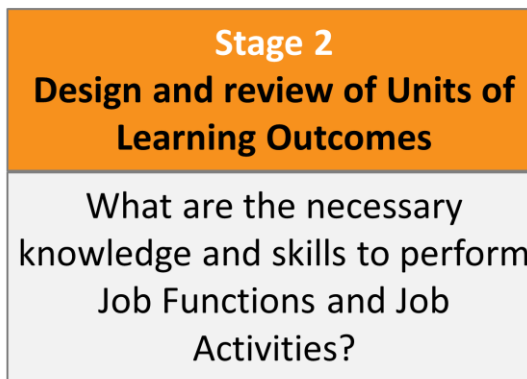 Stage 2
Design and review of Units of
Learning Outcomes
What are the necessary
knowledge and skills to perform
Job Functions and Job
Activities?